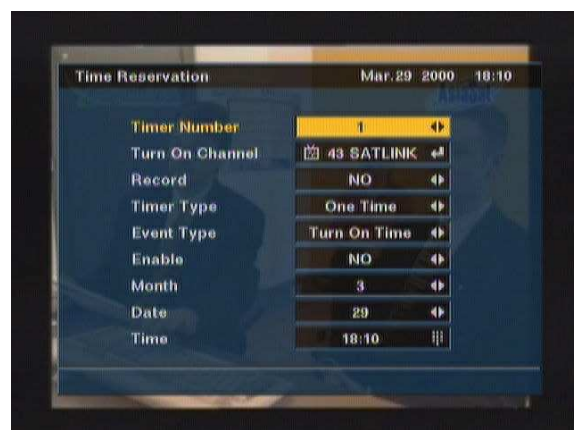 Time Reservation Mar.29 2000 18:10
Timer Number 1
Turn On Channel 43 SATLINK
Record NO
Timer Type One Time
Event Type Turn On Time
Enable NO
Month 3
Date 29
Time 18:10